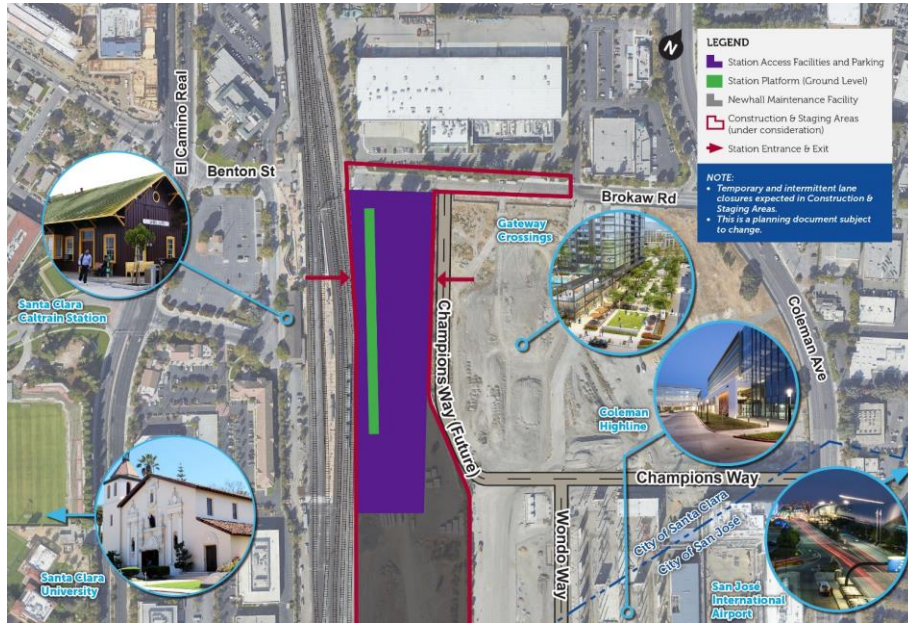 El Camino Real
Benton St
Santa Clara
Caltrain Station
Santa Clara
University
Gateway
Crossings
Brokaw Rd
Champions Way (Future)
Coleman
Highline
Coleman Ave
Champions Way
Wondo Way
City of Santa Clara
City of San José
San José
International
Airport
N
LEGEND
Station Access Facilities and Parking
Station Platform (Ground Level)
Newhall Maintenance Facility
Construction & Staging Areas
(under consideration)
Station Entrance & Exit
NOTE:
• Temporary and intermittent lane
closures expected in Construction &
Staging Areas.
• This is a planning document subject
to change.